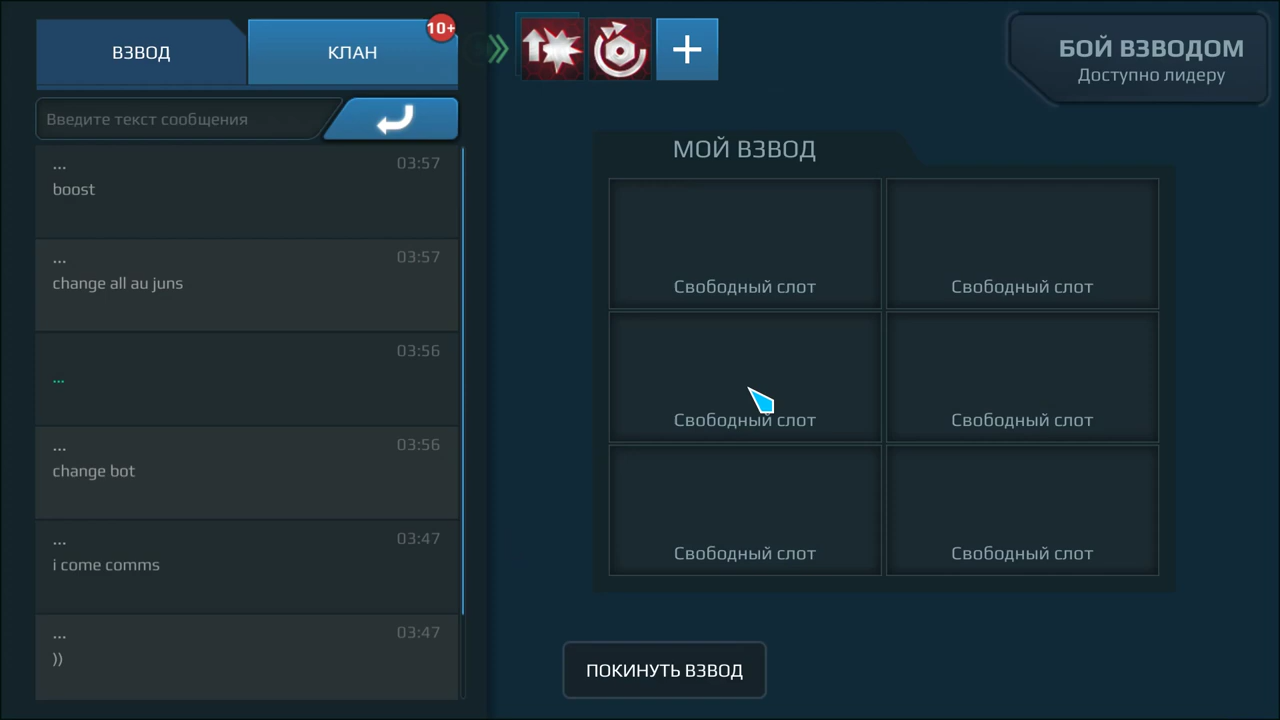 ВЗВОД
КЛАН
10+
БОЙ ВЗВОДОМ
Доступно лидеру
Введите текст сообщения
...
03:57
boost
...
03:57
change all au juns
03:56
...
...
03:56
change bot
...
03:47
i come comms
...
03:47
))
МОЙ ВЗВОД
Свободный слот
Свободный слот
Свободный слот
Свободный слот
Свободный слот
Свободный слот
ПОКИНУТЬ ВЗВОД